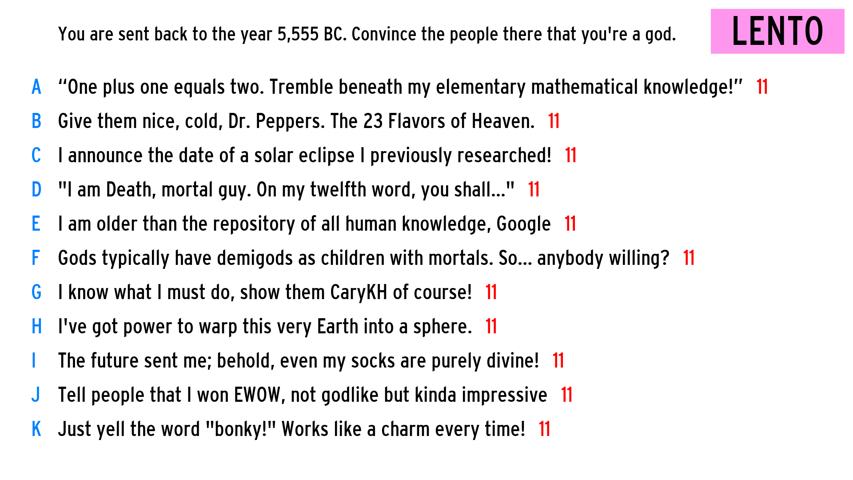 You are sent back to the year 5,555 BC. Convince the people there that you're a god.
LENTO
A “One plus one equals two. Tremble beneath my elementary mathematical knowledge!” 11
B Give them nice, cold, Dr. Peppers. The 23 Flavors of Heaven. 11
C I announce the date of a solar eclipse I previously researched! 11
D "I am Death, mortal guy. On my twelfth word, you shall..." 11
E I am older than the repository of all human knowledge, Google 11
F Gods typically have demigods as children with mortals. So... anybody willing? 11
G I know what I must do, show them CaryKH of course! 11
H I've got power to warp this very Earth into a sphere. 11
I The future sent me; behold, even my socks are purely divine! 11
J Tell people that I won EWOW, not godlike but kinda impressive 11
K Just yell the word "bonky!" Works like a charm every time! 11